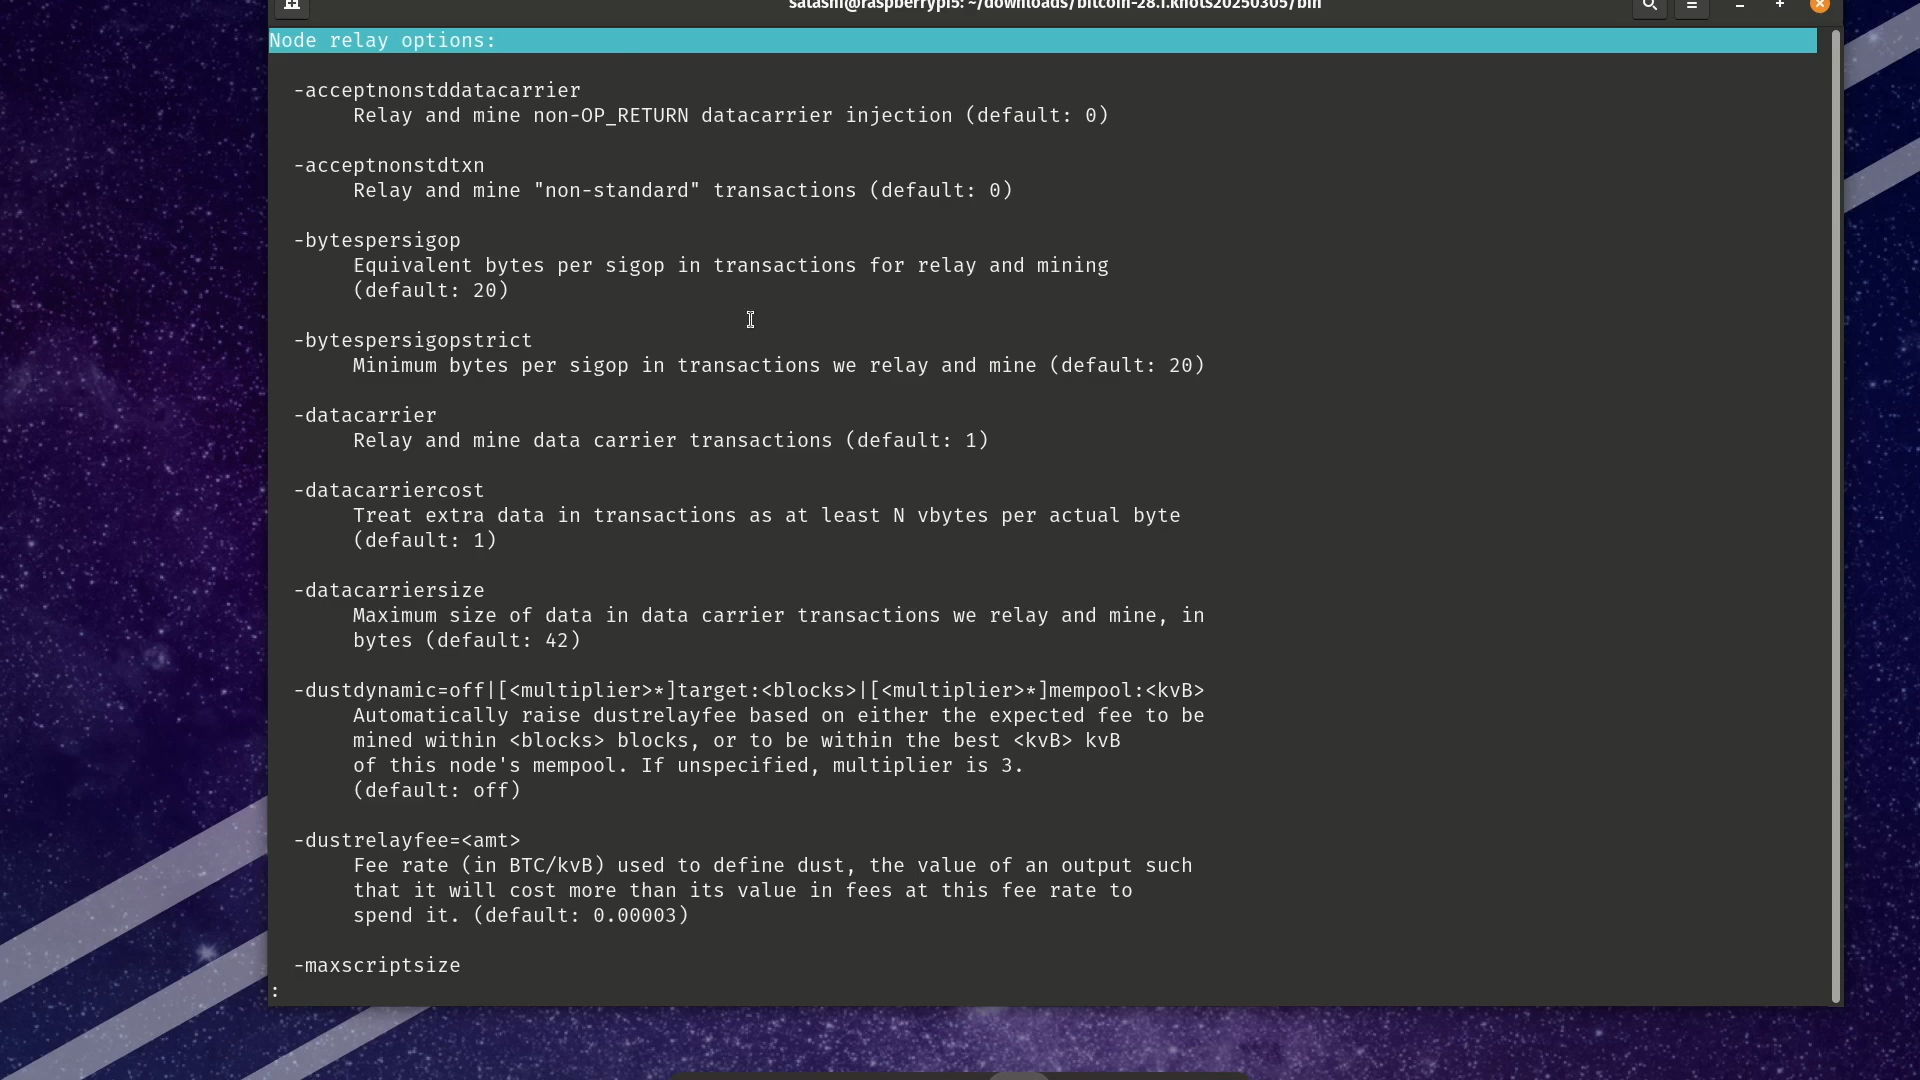 satashi@raspberrypi5: ~/downloads/bitcoin-28.1.knots20250305/bin
Node relay options:
-acceptnonstddatacarrier
Relay and mine non-OP_RETURN datacarrier injection (default: 0)
-acceptnonstdtxn
Relay and mine "non-standard" transactions (default: 0)
-bytespersigop
Equivalent bytes per sigop in transactions for relay and mining
(default: 20)
-bytespersigopstrict
Minimum bytes per sigop in transactions we relay and mine (default: 20)
-datacarrier
Relay and mine data carrier transactions (default: 1)
-datacarriercost
Treat extra data in transactions as at least N vbytes per actual byte
(default: 1)
-datacarriersize
Maximum size of data in data carrier transactions we relay and mine, in
bytes (default: 42)
-dustdynamic=off|[<multiplier>*]target:<blocks>|[<multiplier>*]mempool:<kvB>
Automatically raise dustrelayfee based on either the expected fee to be
mined within <blocks> blocks, or to be within the best <kvB> kvB
of this node's mempool. If unspecified, multiplier is 3.
(default: off)
-dustrelayfee=<amt>
Fee rate (in BTC/kvB) used to define dust, the value of an output such
that it will cost more than its value in fees at this fee rate to
spend it. (default: 0.00003)
-maxscriptsize
: